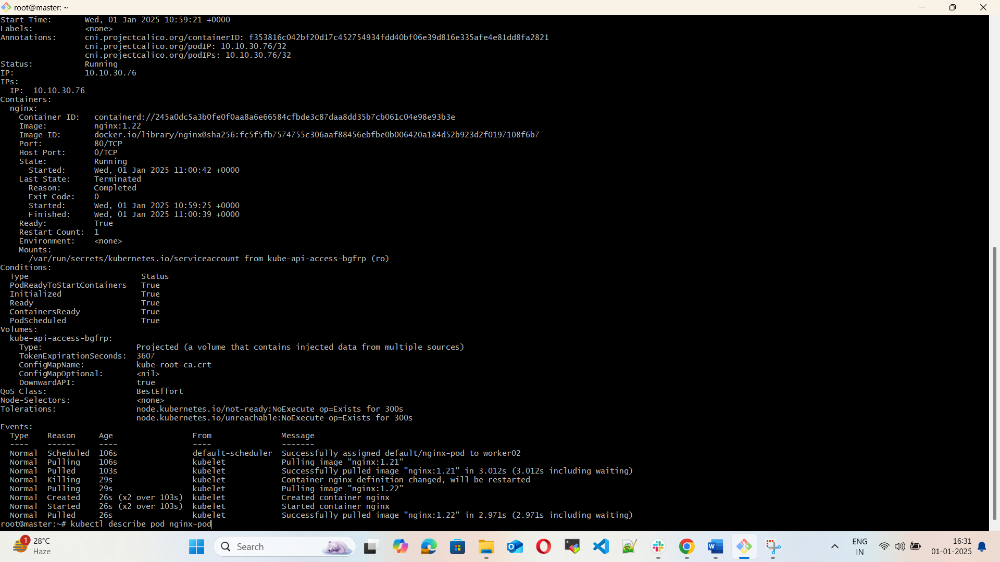 root@master: ~
Start Time:       Wed, 01 Jan 2025 10:59:21 +0000
Labels:           <none>
Annotations:      cni.projectcalico.org/containerID: f353816c042bf20d17c452754934fdd40bf06e39d816e335afe4e81dd8fa2821
                  cni.projectcalico.org/podIP: 10.10.30.76/32
                  cni.projectcalico.org/podIPs: 10.10.30.76/32
Status:           Running
IP:               10.10.30.76
IPs:
  IP:  10.10.30.76
Containers:
  nginx:
    Container ID:   containerd://245a0dc5a3b0fe0f0aa8a6e66584cfbde3c87daa8dd35b7cb061c04e98e93b3e
    Image:          nginx:1.22
    Image ID:       docker.io/library/nginx@sha256:fc5f5fb7574755c306aaf88456ebfbe0b006420a184d52b923d2f0197108f6b7
    Port:           80/TCP
    Host Port:      0/TCP
    State:          Running
      Started:      Wed, 01 Jan 2025 11:00:42 +0000
    Last State:     Terminated
      Reason:       Completed
      Exit Code:    0
      Started:      Wed, 01 Jan 2025 10:59:25 +0000
      Finished:     Wed, 01 Jan 2025 11:00:39 +0000
    Ready:          True
    Restart Count:  1
    Environment:    <none>
    Mounts:
      /var/run/secrets/kubernetes.io/serviceaccount from kube-api-access-bgfrp (ro)
Conditions:
  Type                        Status
  PodReadyToStartContainers   True
  Initialized                 True
  Ready                       True
  ContainersReady             True
  PodScheduled                True
Volumes:
  kube-api-access-bgfrp:
    Type:                    Projected (a volume that contains injected data from multiple sources)
    TokenExpirationSeconds:  3607
    ConfigMapName:           kube-root-ca.crt
    ConfigMapOptional:       <nil>
    DownwardAPI:             true
QoS Class:                   BestEffort
Node-Selectors:              <none>
Tolerations:                 node.kubernetes.io/not-ready:NoExecute op=Exists for 300s
                             node.kubernetes.io/unreachable:NoExecute op=Exists for 300s
Events:
  Type    Reason     Age                 From               Message
  ----    ------     ----                ----               -------
  Normal  Scheduled  106s                default-scheduler  Successfully assigned default/nginx-pod to worker02
  Normal  Pulling    106s                kubelet            Pulling image "nginx:1.21"
  Normal  Pulled     103s                kubelet            Successfully pulled image "nginx:1.21" in 3.012s (3.012s including waiting)
  Normal  Killing    29s                 kubelet            Container nginx definition changed, will be restarted
  Normal  Pulling    29s                 kubelet            Pulling image "nginx:1.22"
  Normal  Created    26s (x2 over 103s)  kubelet            Created container nginx
  Normal  Started    26s (x2 over 103s)  kubelet            Started container nginx
  Normal  Pulled     26s                 kubelet            Successfully pulled image "nginx:1.22" in 2.971s (2.971s including waiting)
root@master:~# kubectl describe pod nginx-pod
1
28°C
Haze
Search
ENG
IN
16:31
01-01-2025